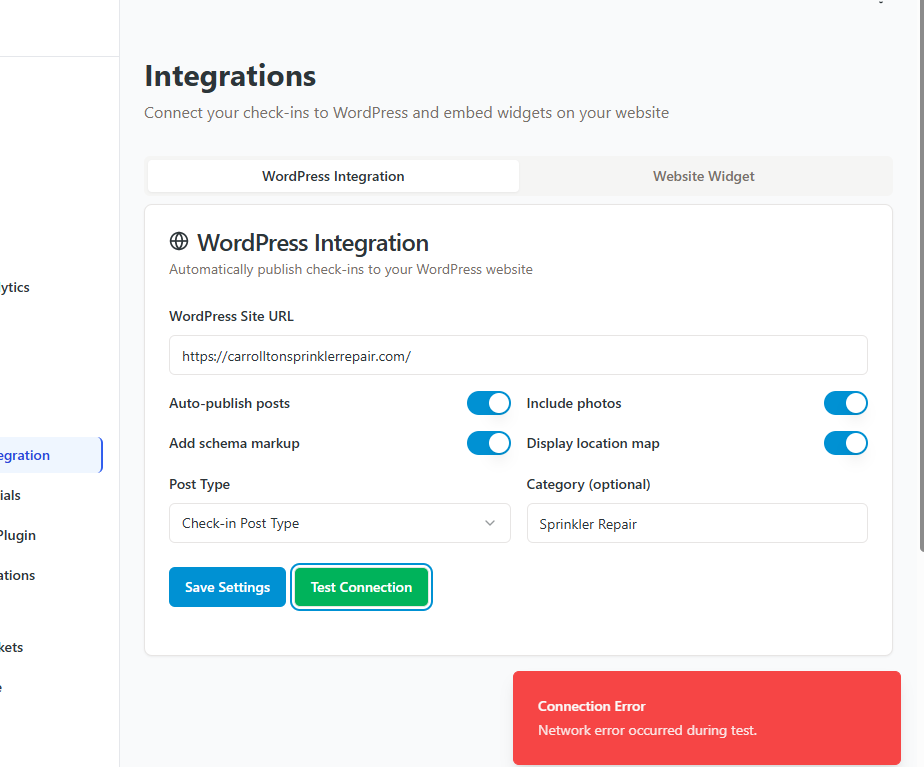 Integrations
Connect your check-ins to WordPress and embed widgets on your website
WordPress Integration
Website Widget
WordPress Integration
Automatically publish check-ins to your WordPress website
ytics
WordPress Site URL
https://carrolltonsprinklerrepair.com/
Auto-publish posts
Include photos
Add schema markup
Display location map
egration
Post Type
Category (optional)
ials
Check-in Post Type
Sprinkler Repair
Plugin
ations
Save Settings
Test Connection
kets
e
Connection Error
Network error occurred during test.